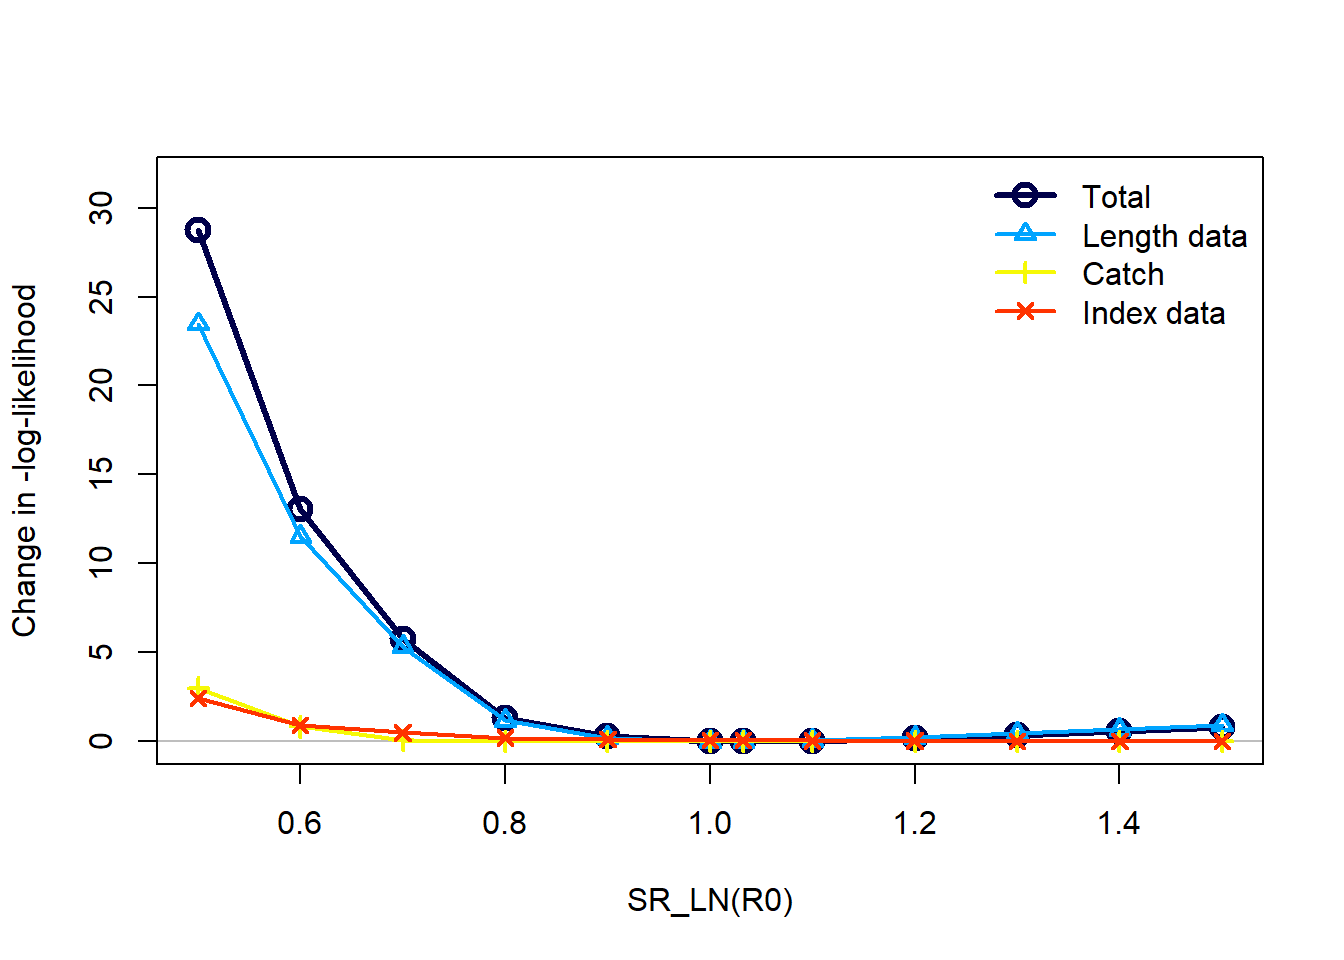 Total
Length data
Catch
Index data
Change in -log-likelihood
30
25
20
15
10
5
0
0.6 0.8 1.0 1.2 1.4
SR_LN(R0)